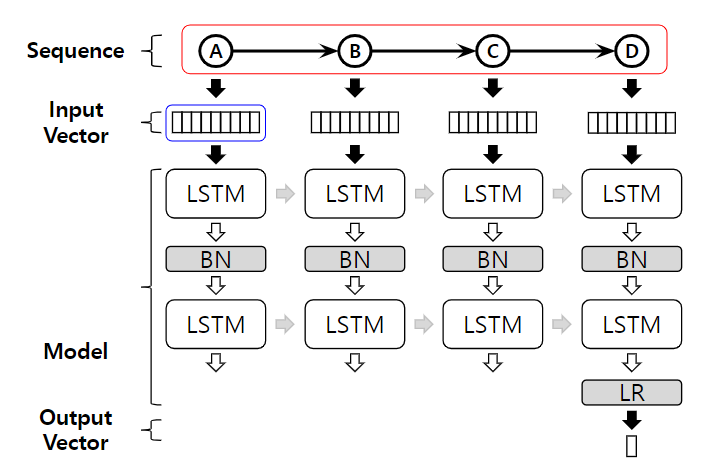 Sequence
A B C D
Input
Vector
LSTM LSTM LSTM LSTM
BN BN BN BN
LSTM LSTM LSTM LSTM
Model
LR
Output
Vector